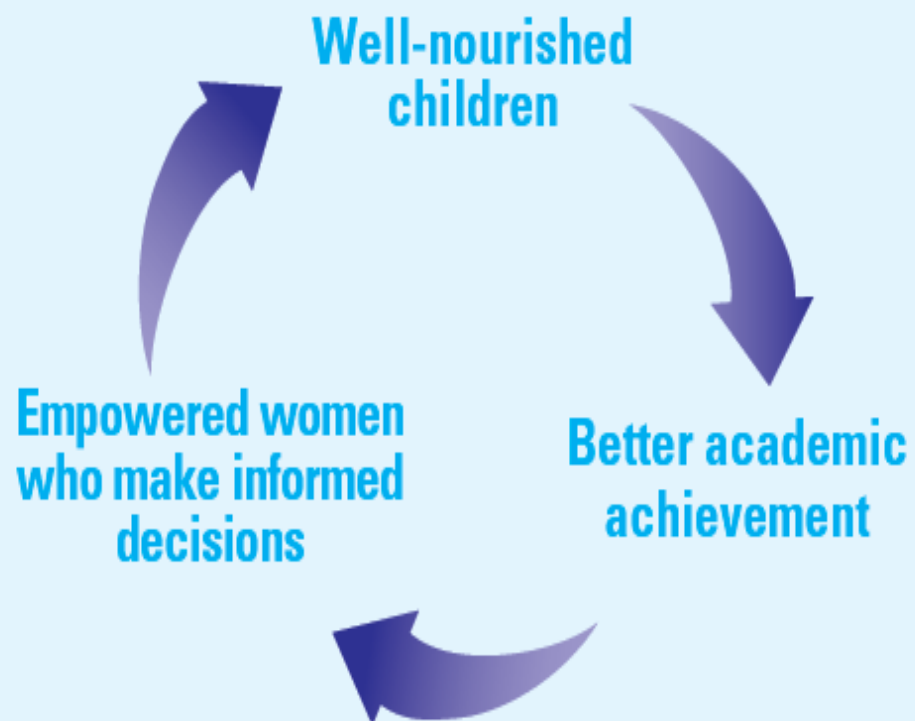 Well-nourished
children
Better academic
achievement
Empowered women
who make informed
decisions